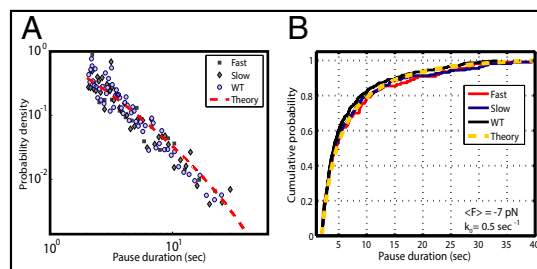 A
B
Probability density
10^0
10^-1
10^-2
10^0
10^1
Pause duration (sec)
Fast
Slow
WT
Theory
Cumulative probability
1
0.8
0.6
0.4
0.2
0
5 10 15 20 25 30 35 40
Pause duration (sec)
Fast
Slow
WT
Theory
<F> = -7 pN
k_0= 0.5 sec^-1